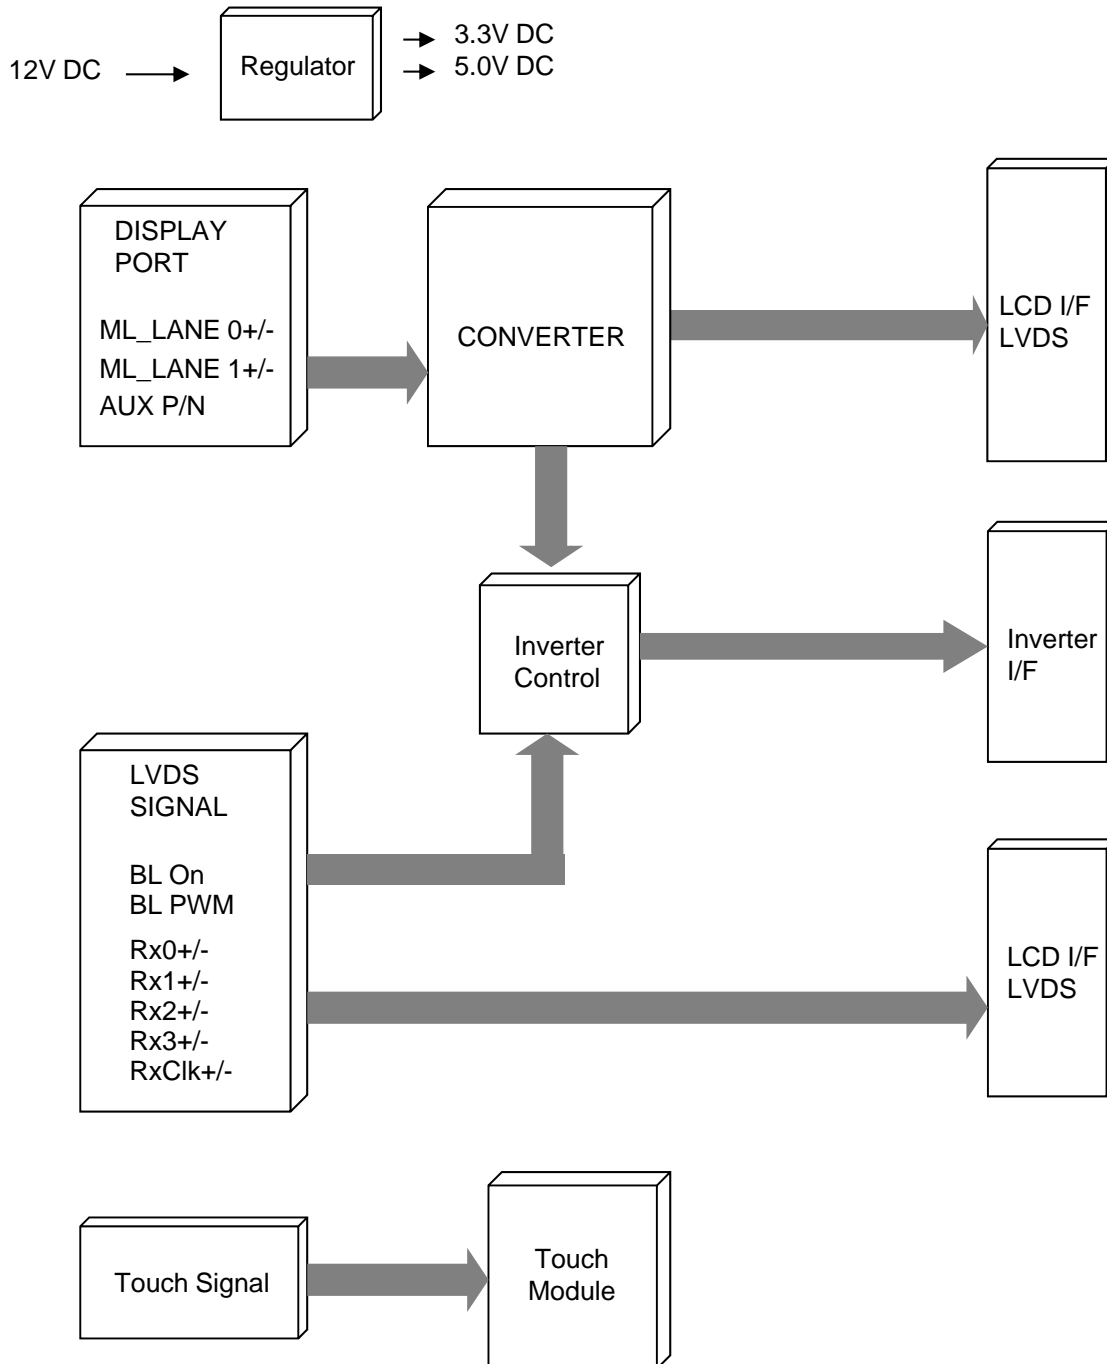 12V DC
Regulator
3.3V DC
5.0V DC
DISPLAY
PORT
ML_LANE 0+/-
ML_LANE 1+/-
AUX P/N
CONVERTER
LCD I/F
LVDS
Inverter
Control
Inverter
I/F
LVDS
SIGNAL
BL On
BL PWM
Rx0+/-
Rx1+/-
Rx2+/-
Rx3+/-
RxClk+/-
LCD I/F
LVDS
Touch Signal
Touch
Module